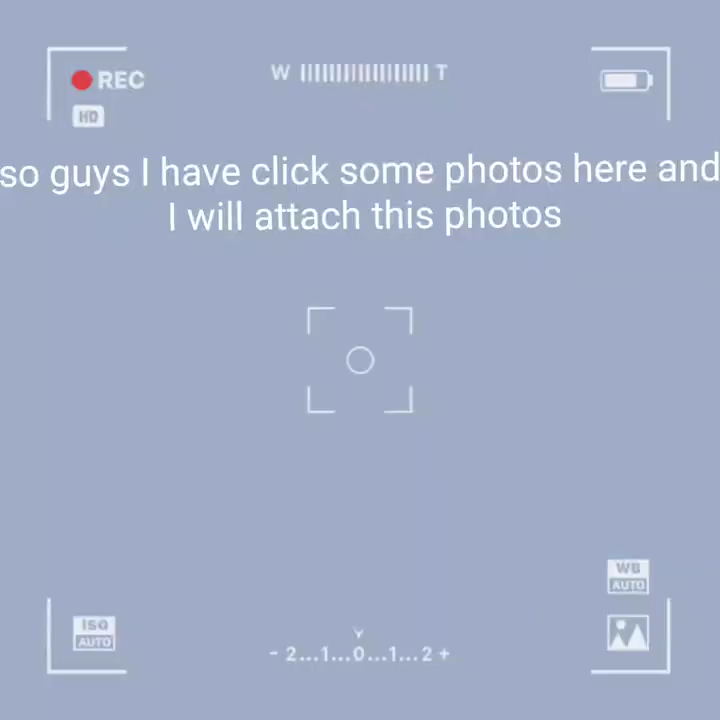 REC
W T
HD
so guys I have click some photos here and
I will attach this photos
WB
AUTO
ISO
AUTO
- 2...1...0...1...2 +